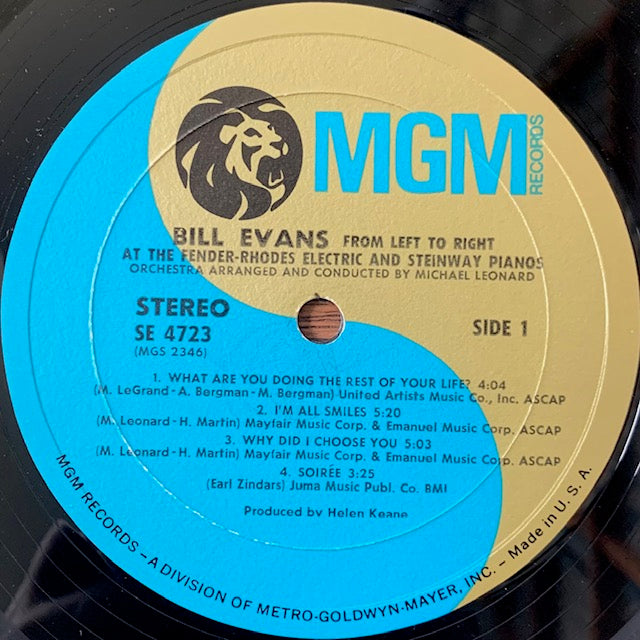 MGM RECORDS
BILL EVANS FROM LEFT TO RIGHT
AT THE FENDER-RHODES ELECTRIC AND STEINWAY PIANOS
ORCHESTRA ARRANGED AND CONDUCTED BY MICHAEL LEONARD
STEREO
SE 4723
(MGS 2346)
SIDE 1
1. WHAT ARE YOU DOING THE REST OF YOUR LIFE? 4:04
(M. LeGrand - A. Bergman - M. Bergman) United Artists Music Co., Inc. ASCAP
2. I'M ALL SMILES 5:20
(M. Leonard - H. Martin) Mayfair Music Corp. & Emanuel Music Corp. ASCAP
3. WHY DID I CHOOSE YOU 5:03
(M. Leonard - H. Martin) Mayfair Music Corp. & Emanuel Music Corp. ASCAP
4. SOIRÉE 3:25
(Earl Zindars) Juma Music Publ. Co. BMI
Produced by Helen Keane
MGM RECORDS – A DIVISION OF METRO-GOLDWYN-MAYER, INC. – Made in U. S. A.